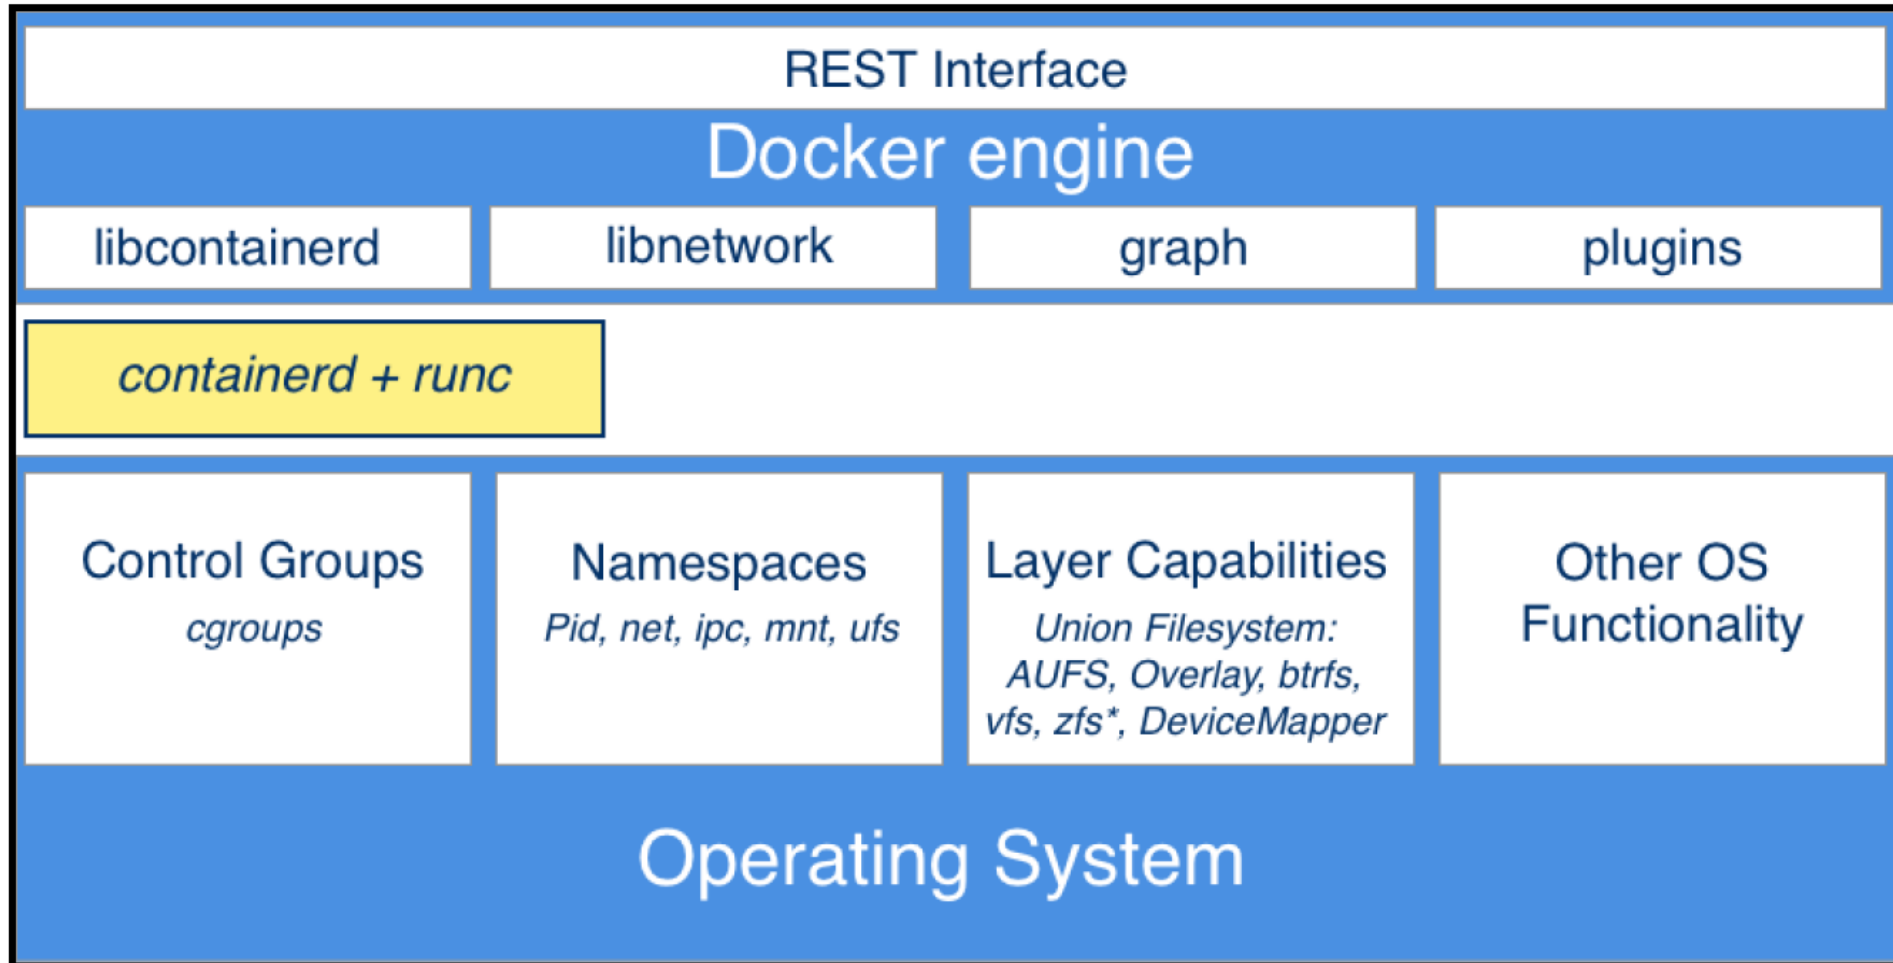 REST Interface
Docker engine
libcontainerd
libnetwork
graph
plugins
containerd + runc
Control Groups
cgroups
Namespaces
Pid, net, ipc, mnt, ufs
Layer Capabilities
Union Filesystem:
AUFS, Overlay, btrfs,
vfs, zfs*, DeviceMapper
Other OS
Functionality
Operating System